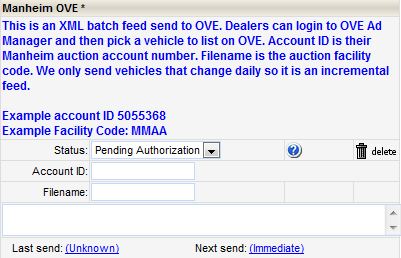 Manheim OVE *
This is an XML batch feed send to OVE. Dealers can login to OVE Ad
Manager and then pick a vehicle to list on OVE. Account ID is their
Manheim auction account number. Filename is the auction facility
code. We only send vehicles that change daily so it is an incremental
feed.
Example account ID 5055368
Example Facility Code: MMAA
Status: Pending Authorization ? delete
Account ID:
Filename:
Last send: (Unknown) Next send: (Immediate)